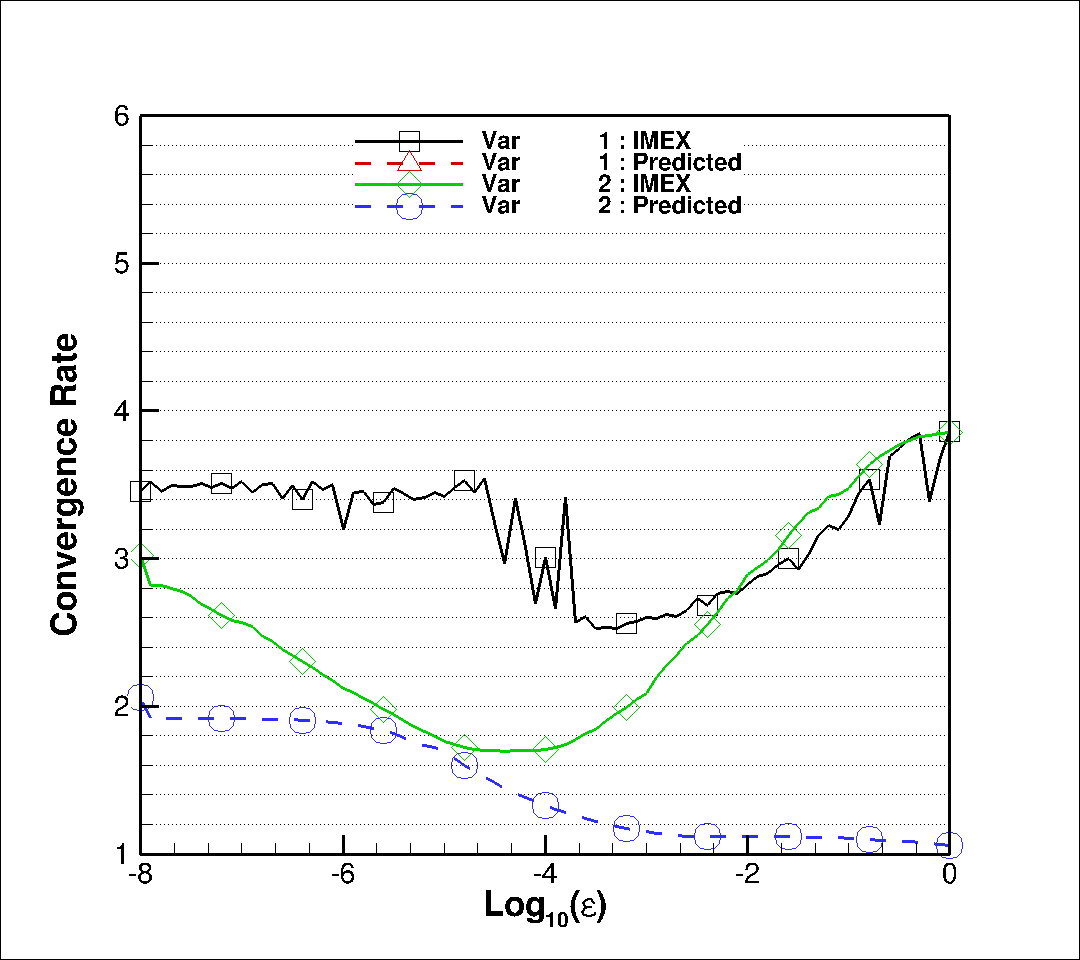 6
5
4
3
2
1
Convergence Rate
Var 1 : IMEX
Var 1 : Predicted
Var 2 : IMEX
Var 2 : Predicted
-8 -6 -4 -2 0
Log₁₀(ε)